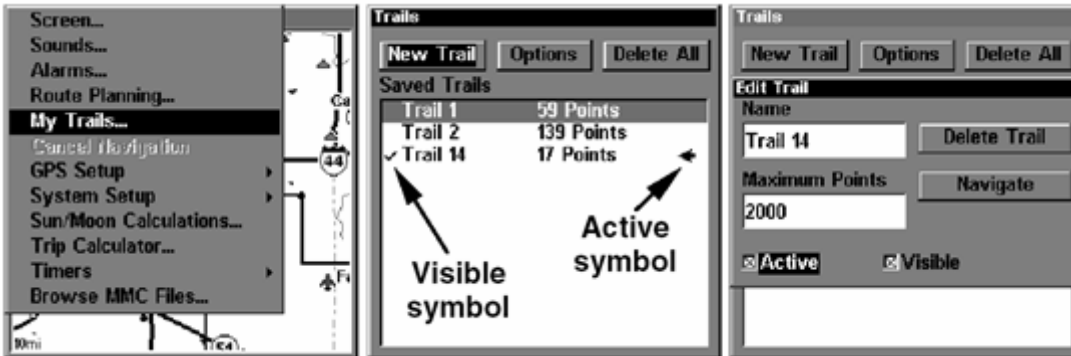 Screen...
Sounds...
Alarms...
Route Planning...
My Trails...
Cancel Navigation
GPS Setup
System Setup
Sun/Moon Calculations...
Trip Calculator...
Timers
Browse MMC Files...
44
10mi
Trails
New Trail Options Delete All
Saved Trails
Trail 1 59 Points
Trail 2 139 Points
Trail 14 17 Points
Visible symbol
Active symbol
Trails
New Trail Options Delete All
Edit Trail
Name
Trail 14 Delete Trail
Maximum Points Navigate
2000
Active Visible